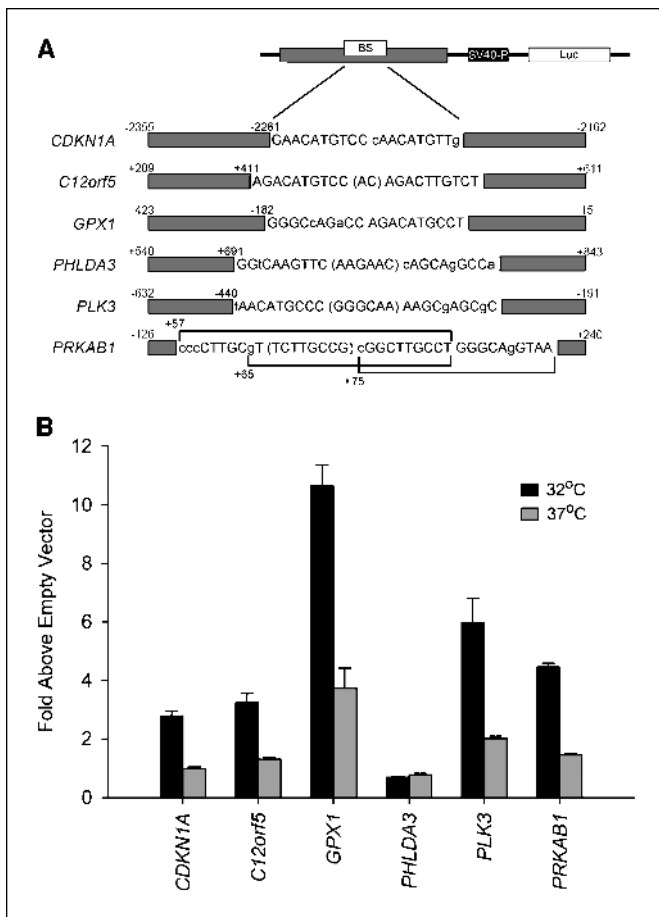 A
BS
SV40-P
Luc
-2355 -2261 -2162
CDKN1A GAACATGTCC cAACATGTTg
+209 +411 +611
C12orf5 AGACATGTCC (AC) AGACTTGTCT
423 -182 15
GPX1 GGGCcAGaCC AGACATGCCT
+540 +691 +843
PHLDA3 GGtCAAGTTC (AAGAAC) cAGCAgGCCa
-632 -440 -191
PLK3 tAACATGCCC (GGGCAA) AAGCgAGCgC
-126 +57 +240
PRKAB1 cccCTTGCgT (TCTTGCCG) cGGCTTGCCT GGGCAgGTAA
+65 +75
B
Fold Above Empty Vector
12
10
8
6
4
2
0
32°C
37°C
CDKN1A
C12orf5
GPX1
PHLDA3
PLK3
PRKAB1